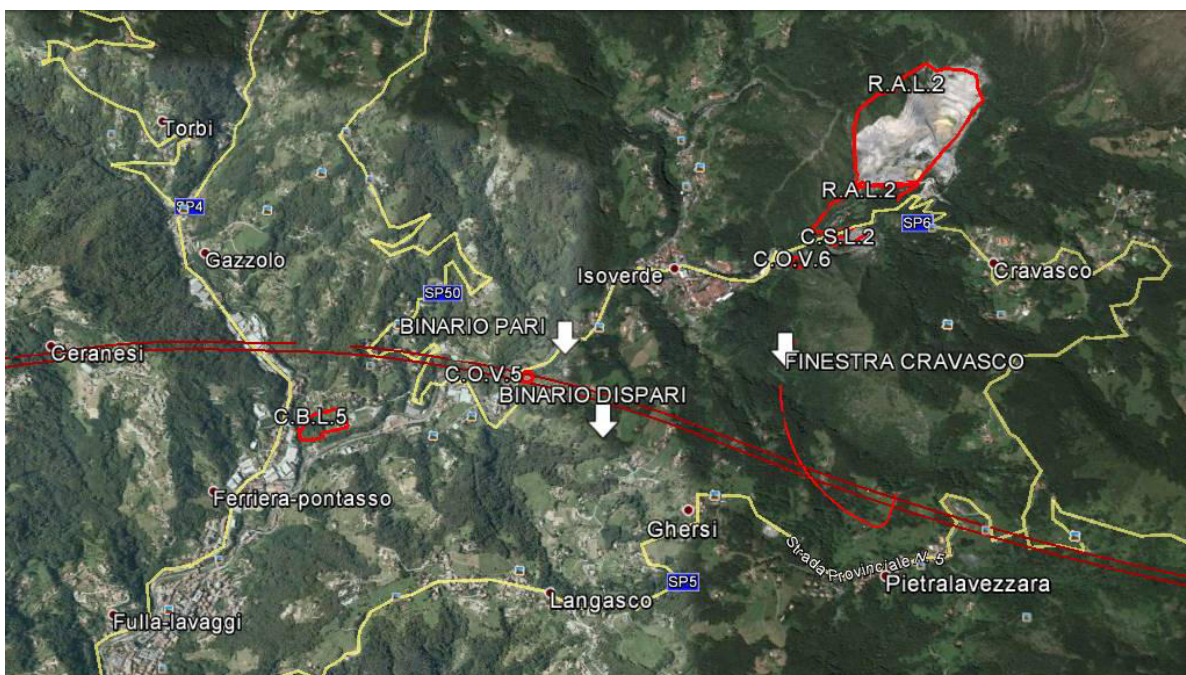 R.A.L.2
Torbi
R.A.L.2
SP4
SP6
C.S.L.2
Gazzolo
C.O.V.6
Isoverde
Cravasco
SP50
BINARIO PARI
Ceranesi
FINESTRA CRAVASCO
C.O.V.5
BINARIO DISPARI
C.B.L.5
Ferriera-pontasso
Ghersi
Strada Provinciale N. 5
SP5
Pietralavezzara
Langasco
Fulla-lavaggi